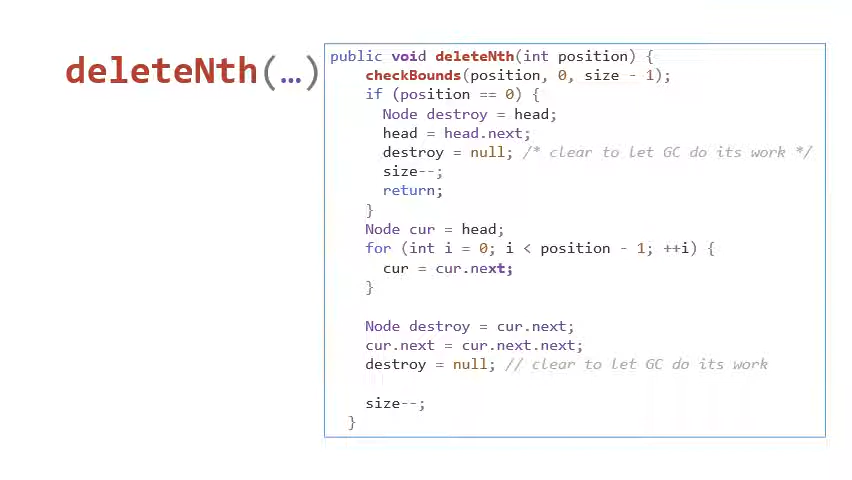 deleteNth(…)
public void deleteNth(int position) {
checkBounds(position, 0, size - 1);
if (position == 0) {
Node destroy = head;
head = head.next;
destroy = null; /* clear to let GC do its work */
size--;
return;
}
Node cur = head;
for (int i = 0; i < position - 1; ++i) {
cur = cur.next;
}
Node destroy = cur.next;
cur.next = cur.next.next;
destroy = null; // clear to let GC do its work
size--;
}